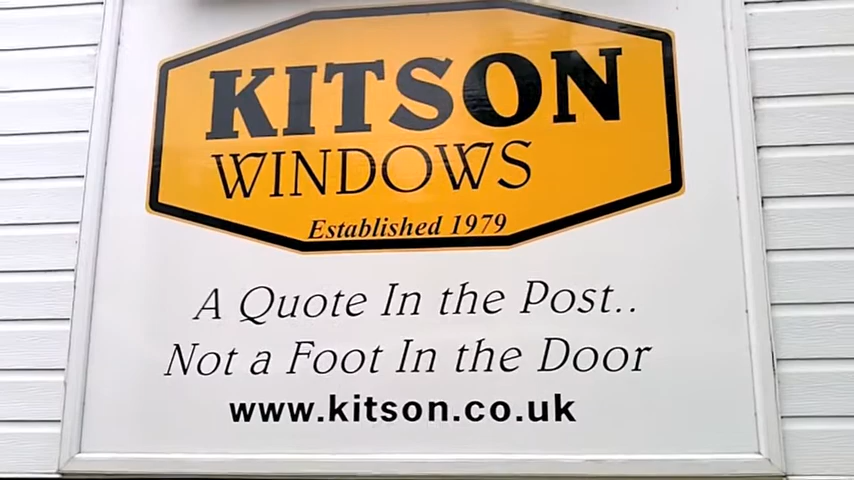 KITSON
WINDOWS
Established 1979
A Quote In the Post..
Not a Foot In the Door
www.kitson.co.uk